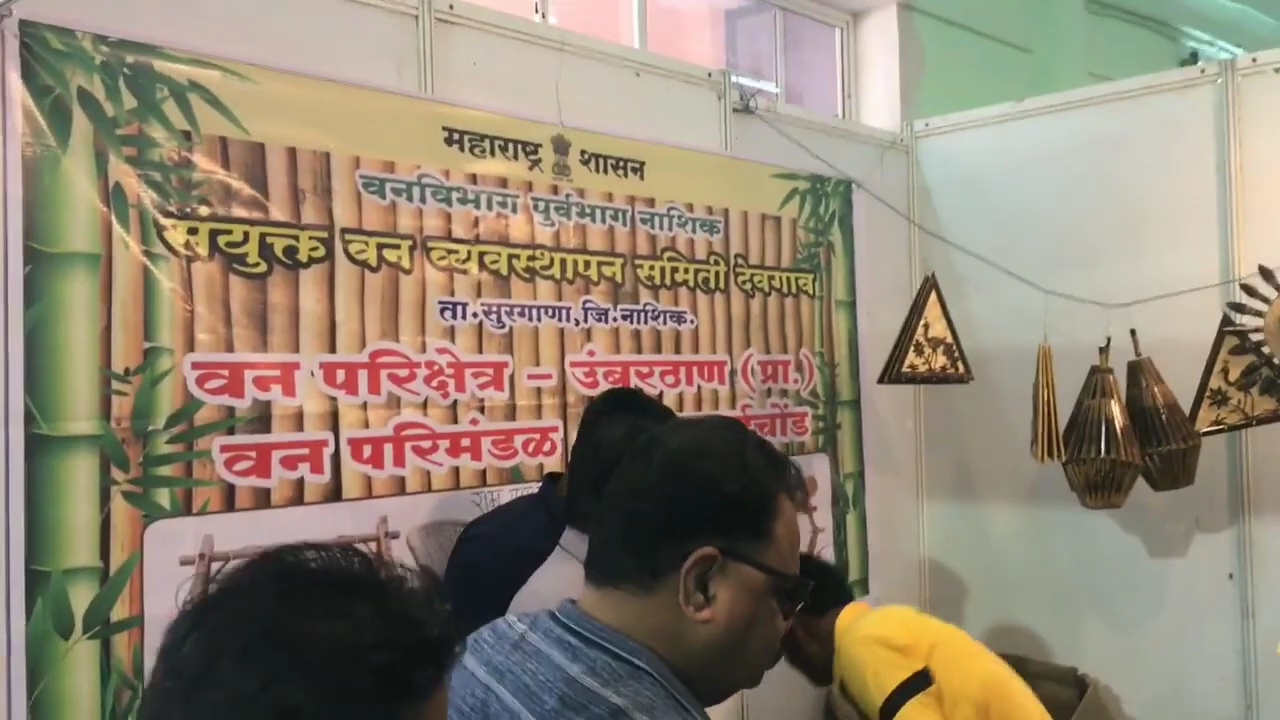 महाराष्ट्र शासन
वनविभाग पुर्वभाग नाशिक
संयुक्त वन व्यवस्थापन समिती देवगाव
ता.सुरगाणा,जि.नाशिक.
वन परिक्षेत्र - उंबरठाण (प्रा.)
वन परिमंडळ
राम